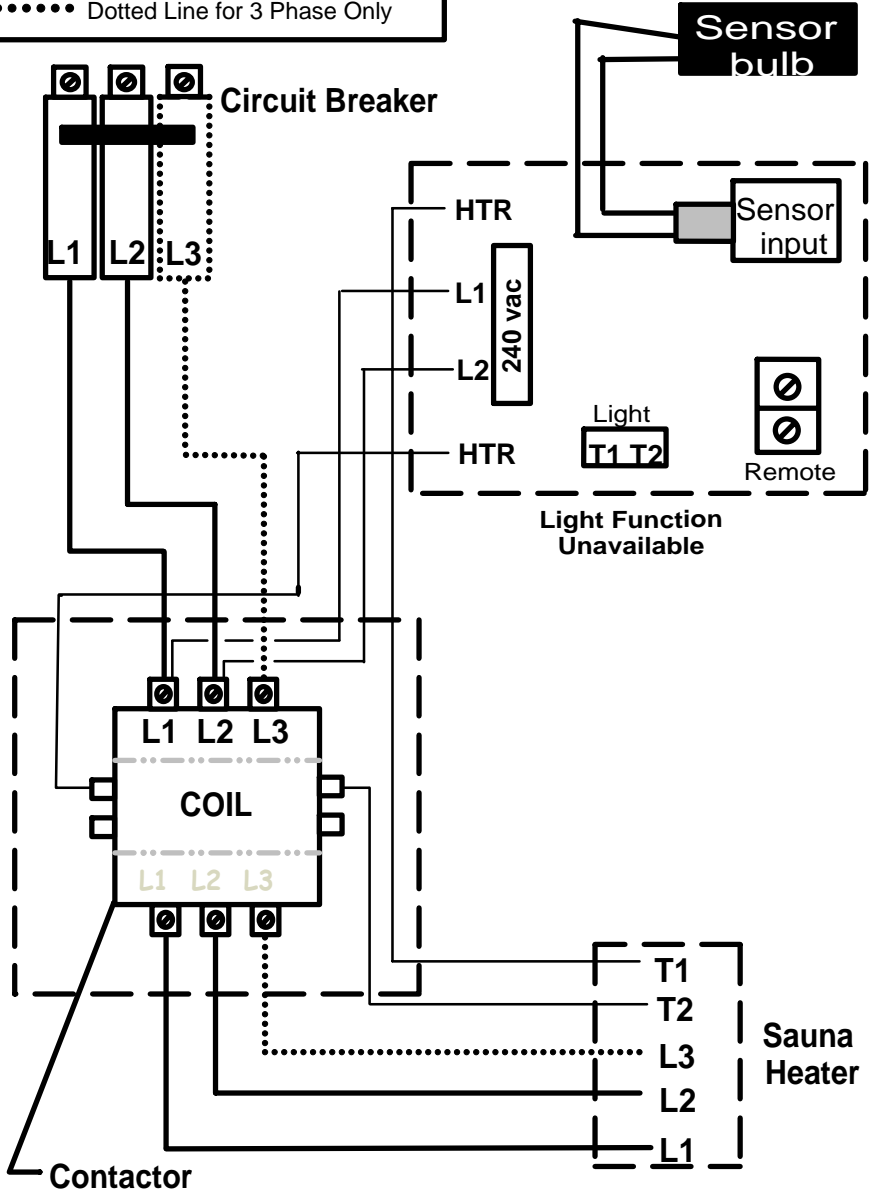 Dotted Line for 3 Phase Only
Sensor
bulb
Circuit Breaker
L1 L2 L3
HTR
Sensor
input
L1
240 vac
L2
Light
T1 T2
HTR
Remote
Light Function
Unavailable
L1 L2 L3
COIL
L1 L2 L3
T1
T2
L3
L2
L1
Sauna
Heater
Contactor